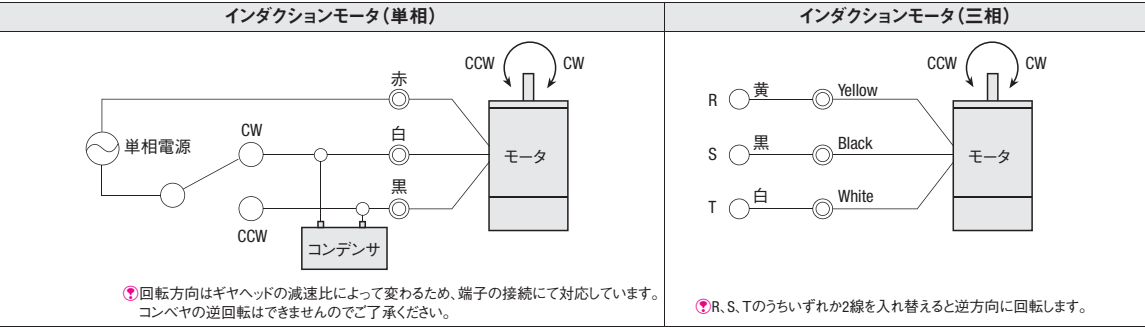 インダクションモータ（単相）
CCW
CW
赤
CW
白
単相電源
モータ
黒
CCW
コンデンサ
回転方向はギヤヘッドの減速比によって変わるため、端子の接続にて対応しています。
コンベヤの逆回転はできませんのでご了承ください。
インダクションモータ（三相）
CCW
CW
R
黄
Yellow
S
黒
Black
モータ
T
白
White
R、S、Tのうちいずれか2線を入れ替えると逆方向に回転します。